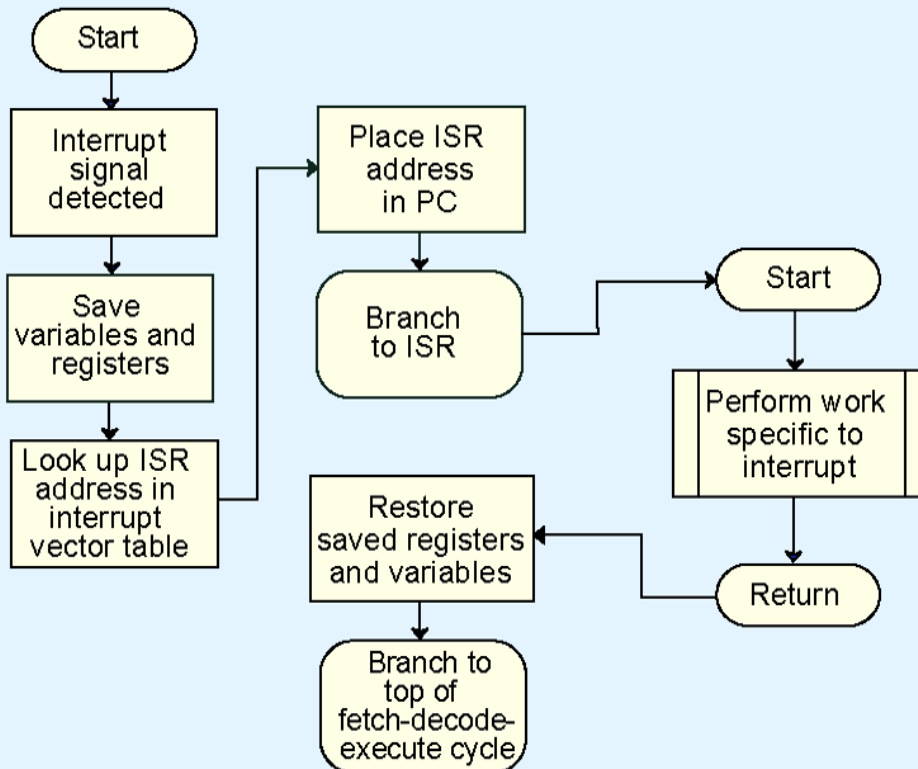 Start
Interrupt
signal
detected
Save
variables and
registers
Look up ISR
address in
interrupt
vector table
Place ISR
address
in PC
Branch
to ISR
Start
Perform work
specific to
interrupt
Return
Restore
saved registers
and variables
Branch to
top of
fetch-decode-
execute cycle